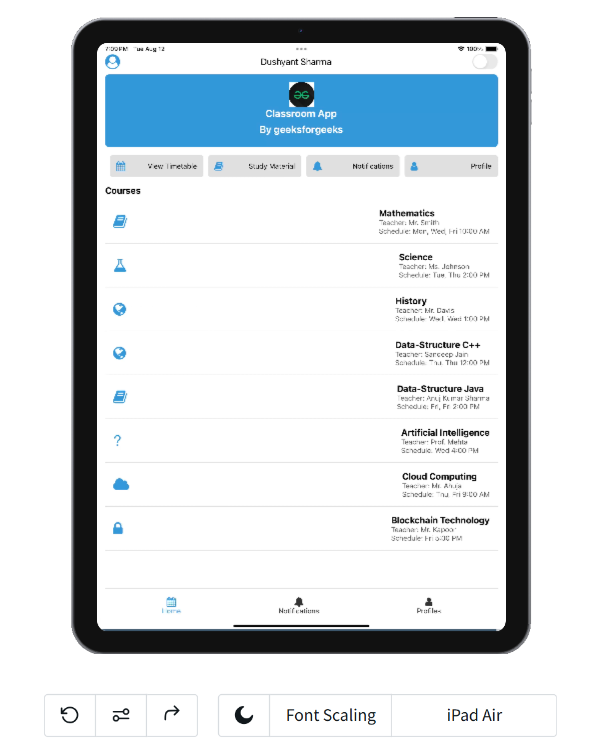 7:09PM Tue Aug 12
100%
Dushyant Sharma
Classroom App
By geeksforgeeks
View Timetable
Study Material
Notifications
Profile
Courses
Mathematics
Teacher: Mr. Smith
Schedule: Mon, Wed, Fri 10:00 AM
Science
Teacher: Ms. Johnson
Schedule: Tue, Thu 2:00 PM
History
Teacher: Mr. Davis
Schedule: Wed, Wed 1:00 PM
Data-Structure C++
Teacher: Sandeep Jain
Schedule: Thu, Thu 12:00 PM
Data-Structure Java
Teacher: Anuj Kumar Sharma
Schedule: Fri, Fri 2:00 PM
Artificial Intelligence
Teacher: Prof. Mehta
Schedule: Wed 4:00 PM
Cloud Computing
Teacher: Mr. Ahuja
Schedule: Thu, Fri 9:00 AM
Blockchain Technology
Teacher: Mr. Kapoor
Schedule: Fri 5:30 PM
Home
Notifications
Profiles
Font Scaling
iPad Air